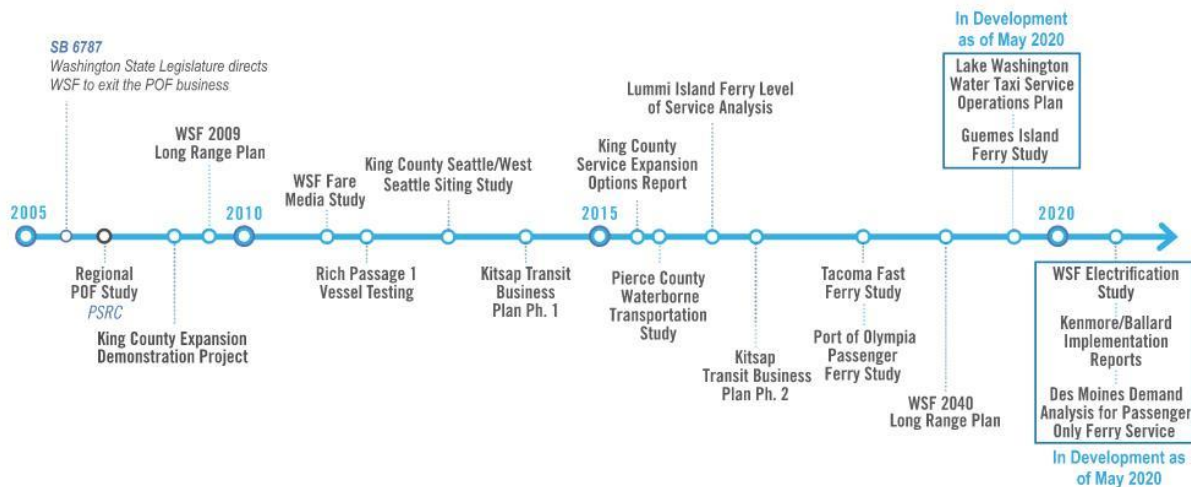 In Development
as of May 2020
SB 6787
Washington State Legislature directs
WSF to exit the POF business
Lake Washington
Water Taxi Service
Operations Plan
Guemes Island
Ferry Study
Lummi Island Ferry Level
of Service Analysis
WSF 2009
Long Range Plan
King County
Service Expansion
Options Report
King County Seattle/West
Seattle Siting Study
WSF Fare
Media Study
2005
2010
2015
2020
Regional
POF Study
PSRC
King County Expansion
Demonstration Project
Rich Passage 1
Vessel Testing
Kitsap Transit
Business
Plan Ph. 1
Pierce County
Waterborne
Transportation
Study
Kitsap
Transit Business
Plan Ph. 2
Tacoma Fast
Ferry Study
Port of Olympia
Passenger
Ferry Study
WSF 2040
Long Range Plan
WSF Electrification
Study
Kenmore/Ballard
Implementation
Reports
Des Moines Demand
Analysis for Passenger
Only Ferry Service
In Development as
of May 2020